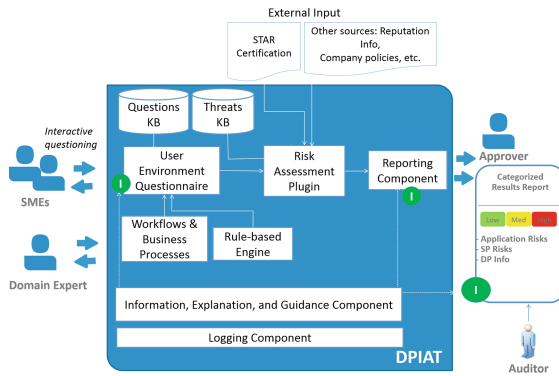 External Input
STAR
Certification
Other sources: Reputation
Info,
Company policies, etc.
Questions
KB
Threats
KB
Interactive
questioning
SMEs
User
Environment
Questionnaire
I
Risk
Assessment
Plugin
Reporting
Component
I
Approver
Categorized
Results Report
Low
Med
High
- Application Risks
- SP Risks
- DP Info
I
Workflows &
Business
Processes
Rule-based
Engine
Domain Expert
Information, Explanation, and Guidance Component
Logging Component
DPIAT
Auditor